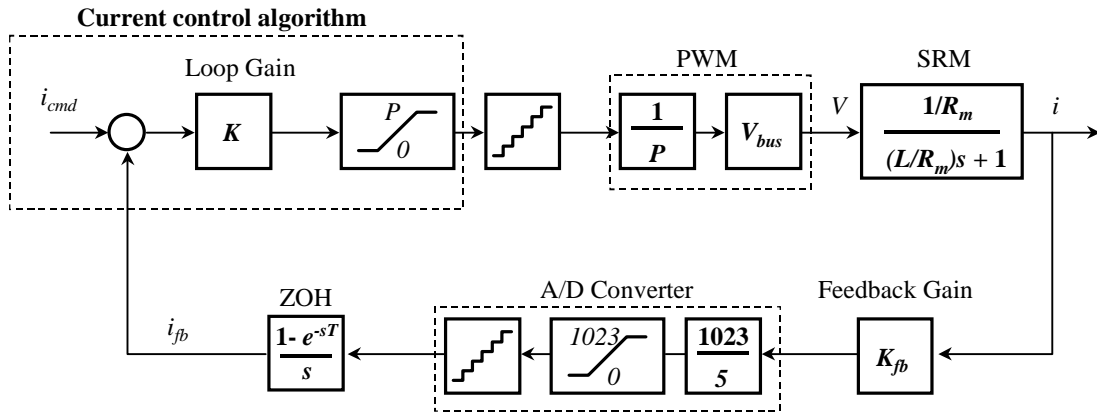 Current control algorithm
Loop Gain
PWM
SRM
i_cmd
K
P
0
1
P
V_bus
V
1/R_m
(L/R_m)s + 1
i
ZOH
A/D Converter
Feedback Gain
i_fb
1- e^-sT
s
1023
0
1023
5
K_fb